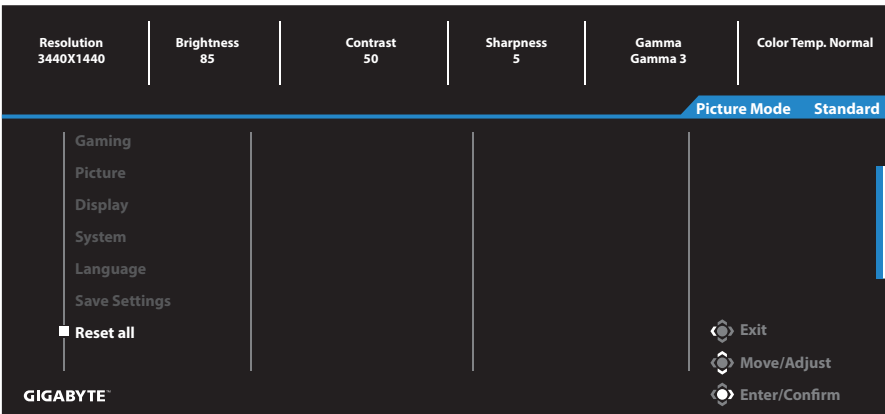 Resolution
3440X1440
Brightness
85
Contrast
50
Sharpness
5
Gamma
Gamma 3
Color Temp. Normal
Picture Mode Standard
Gaming
Picture
Display
System
Language
Save Settings
Reset all
Exit
Move/Adjust
Enter/Confirm
GIGABYTE™